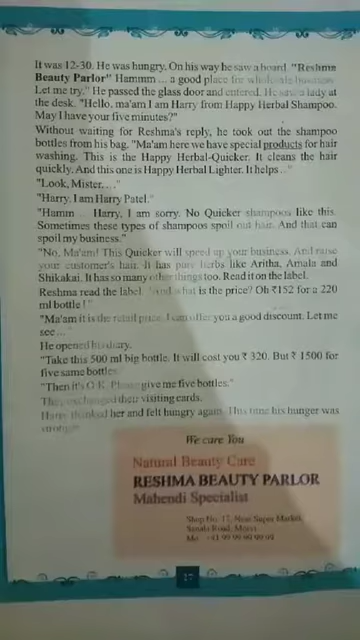 It was 12-30. He was hungry. On his way he saw a board. "Reshma
Beauty Parlor" Hammm ... a good place for wholesale business.
Let me try." He passed the glass door and entered. He saw a lady at
the desk. "Hello, ma'am I am Harry from Happy Herbal Shampoo.
May I have your five minutes?"
Without waiting for Reshma's reply, he took out the shampoo
bottles from his bag. "Ma'am here we have special products for hair
washing. This is the Happy Herbal-Quicker. It cleans the hair
quickly. And this one is Happy Herbal Lighter. It helps..."
"Look, Mister...."
"Harry. I am Harry Patel."
"Hamm . Harry, I am sorry. No Quicker shampoos like this.
Sometimes these types of shampoos spoil our hair. And that can
spoil my business."
"No, Ma'am! This Quicker will speed up your business. And raise
your customer's hair. It has pure herbs like Aritha, Amala and
Shikakai. It has so many other things too. Read it on the label.
Reshma read the label. "And what is the price? Oh ₹152 for a 220
ml bottle!"
"Ma'am it is the retail price. I can offer you a good discount. Let me
see ..."
He opened his diary.
"Take this 500 ml big bottle. It will cost you ₹ 320. But ₹ 1500 for
five same bottles.
"Then it's O.K. Please give me five bottles."
They exchanged their visiting cards.
Harry thanked her and felt hungry again. This time his hunger was
stronger.
We care You
Natural Beauty Care
RESHMA BEAUTY PARLOR
Mahendi Specialist
Shop No. 17, Near Super Market,
Sanala Road, Morvi.
Mo. +91 99 99 99 99 99
17